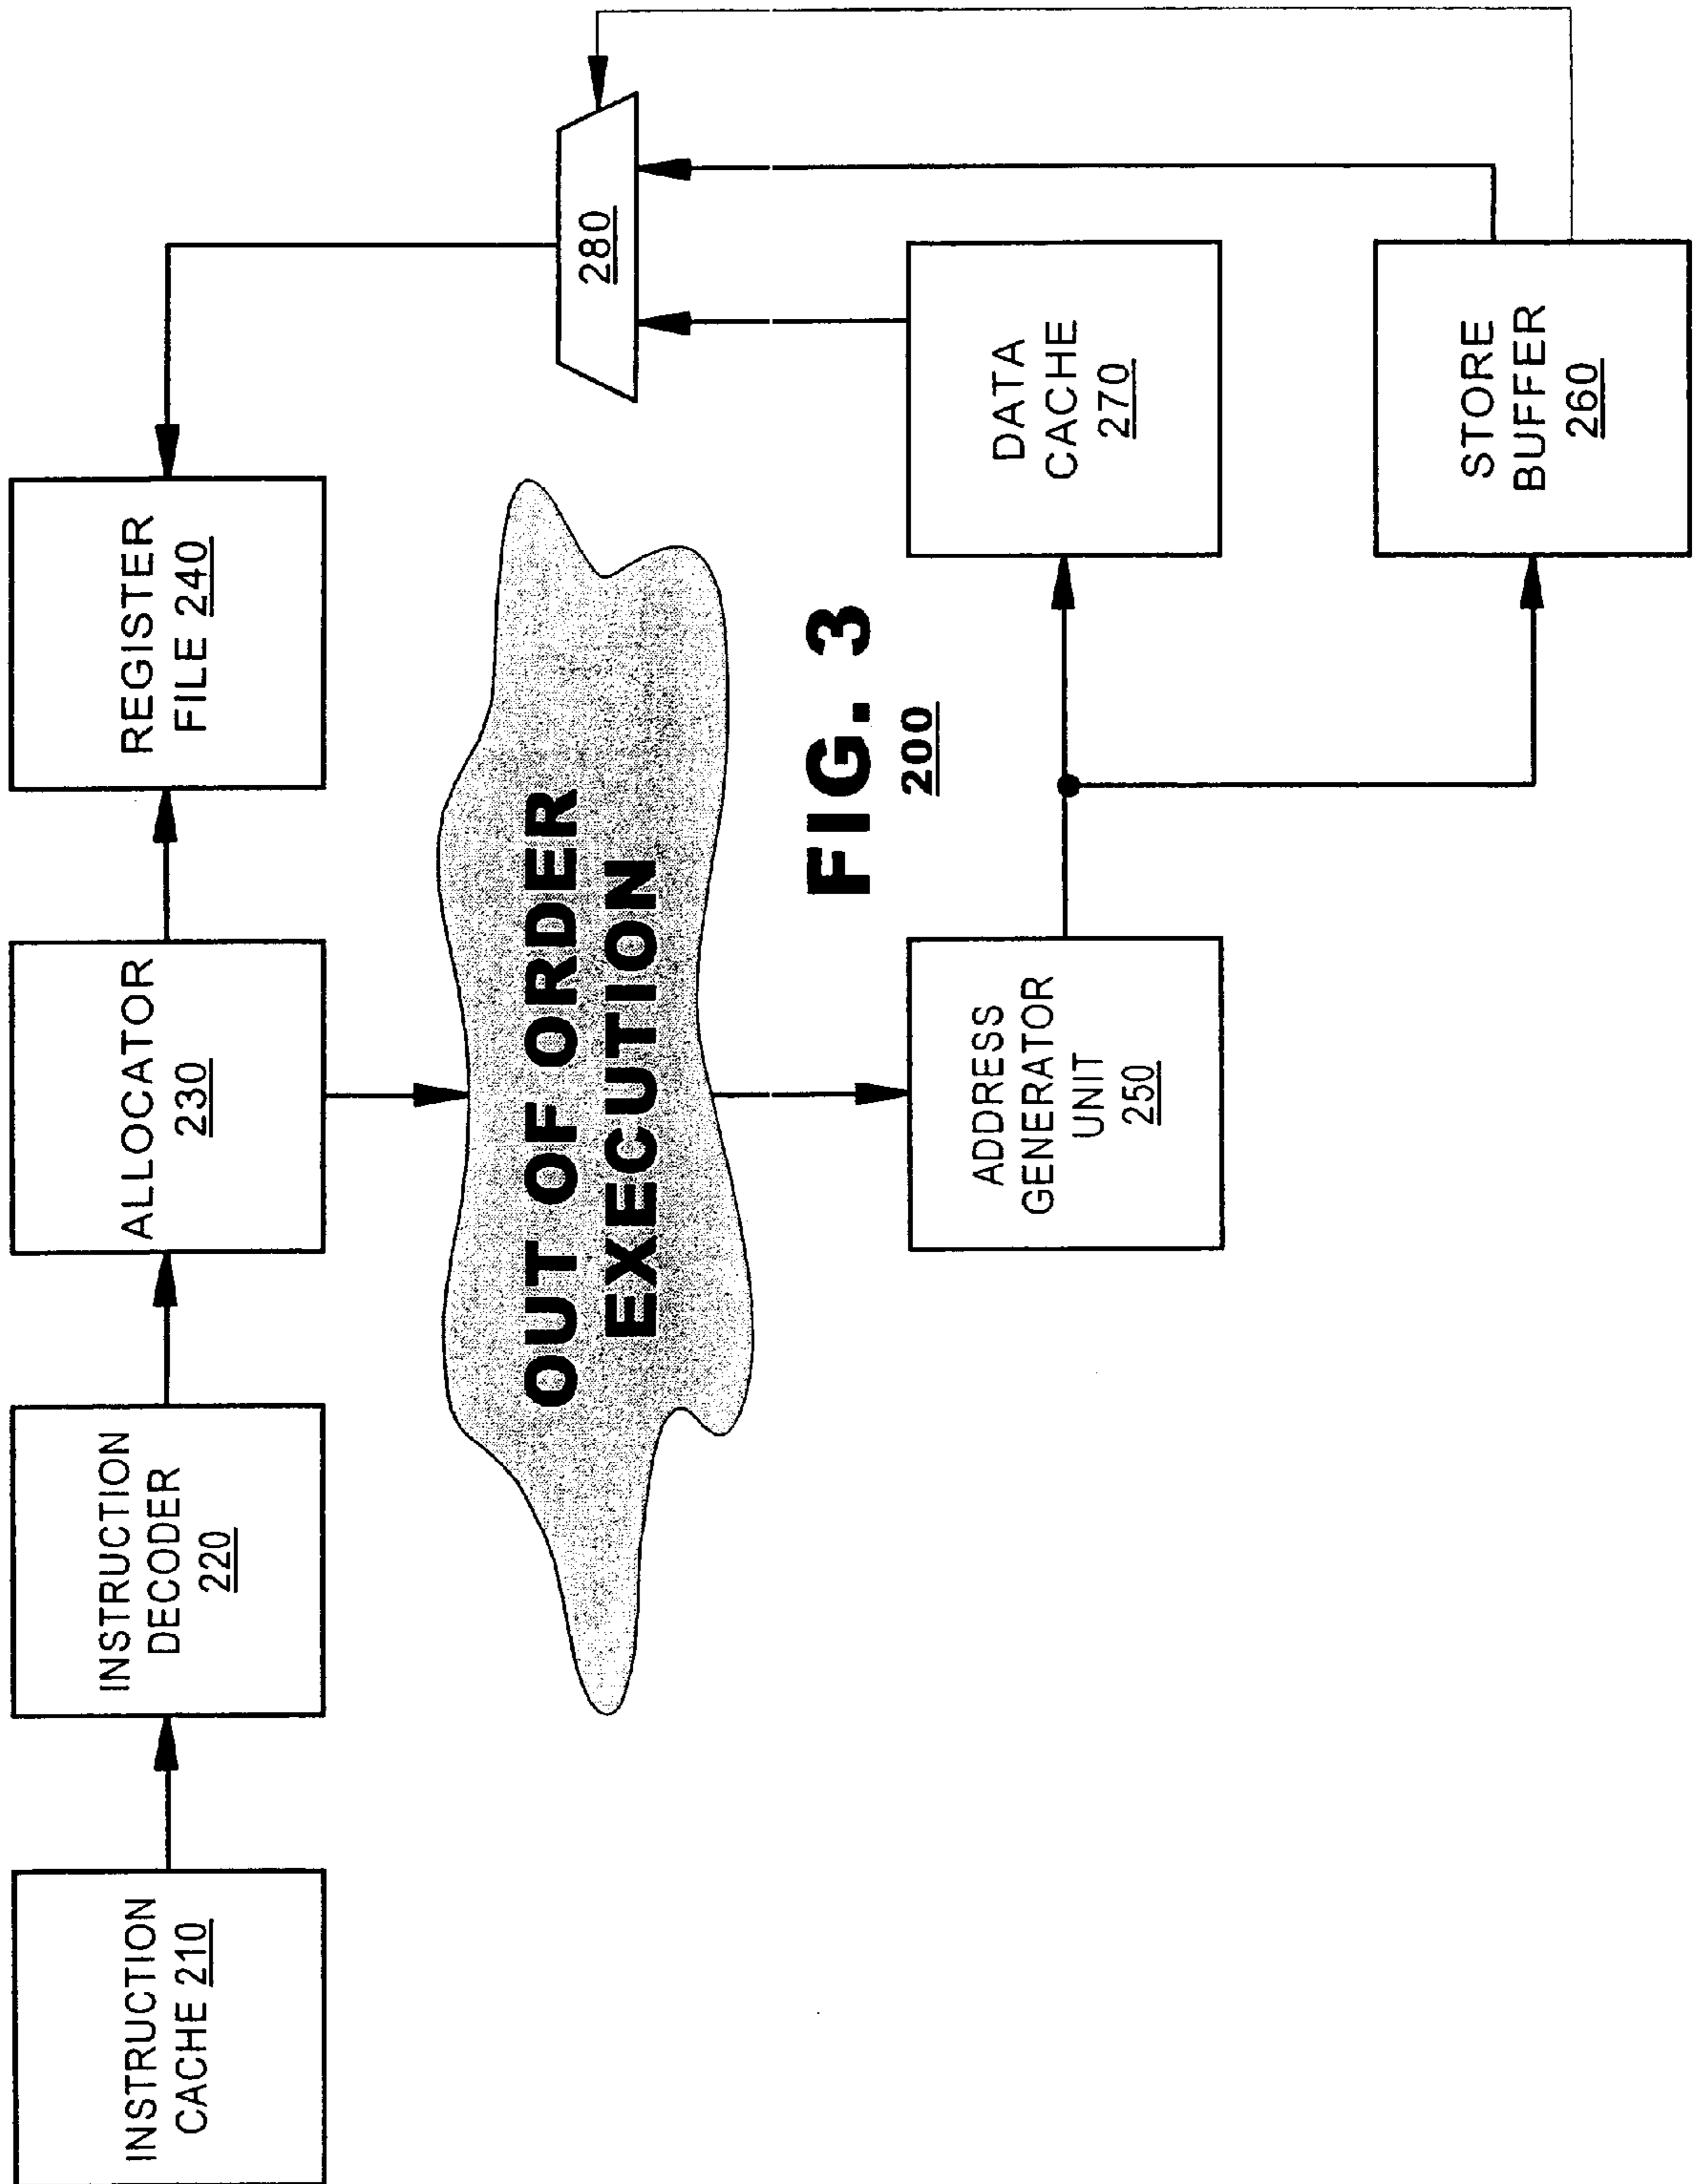 INSTRUCTION
CACHE 210
INSTRUCTION
DECODER
220
ALLOCATOR
230
REGISTER
FILE 240
OUT OF ORDER
EXECUTION
280
FIG. 3
200
ADDRESS
GENERATOR
UNIT
250
DATA
CACHE
270
STORE
BUFFER
260